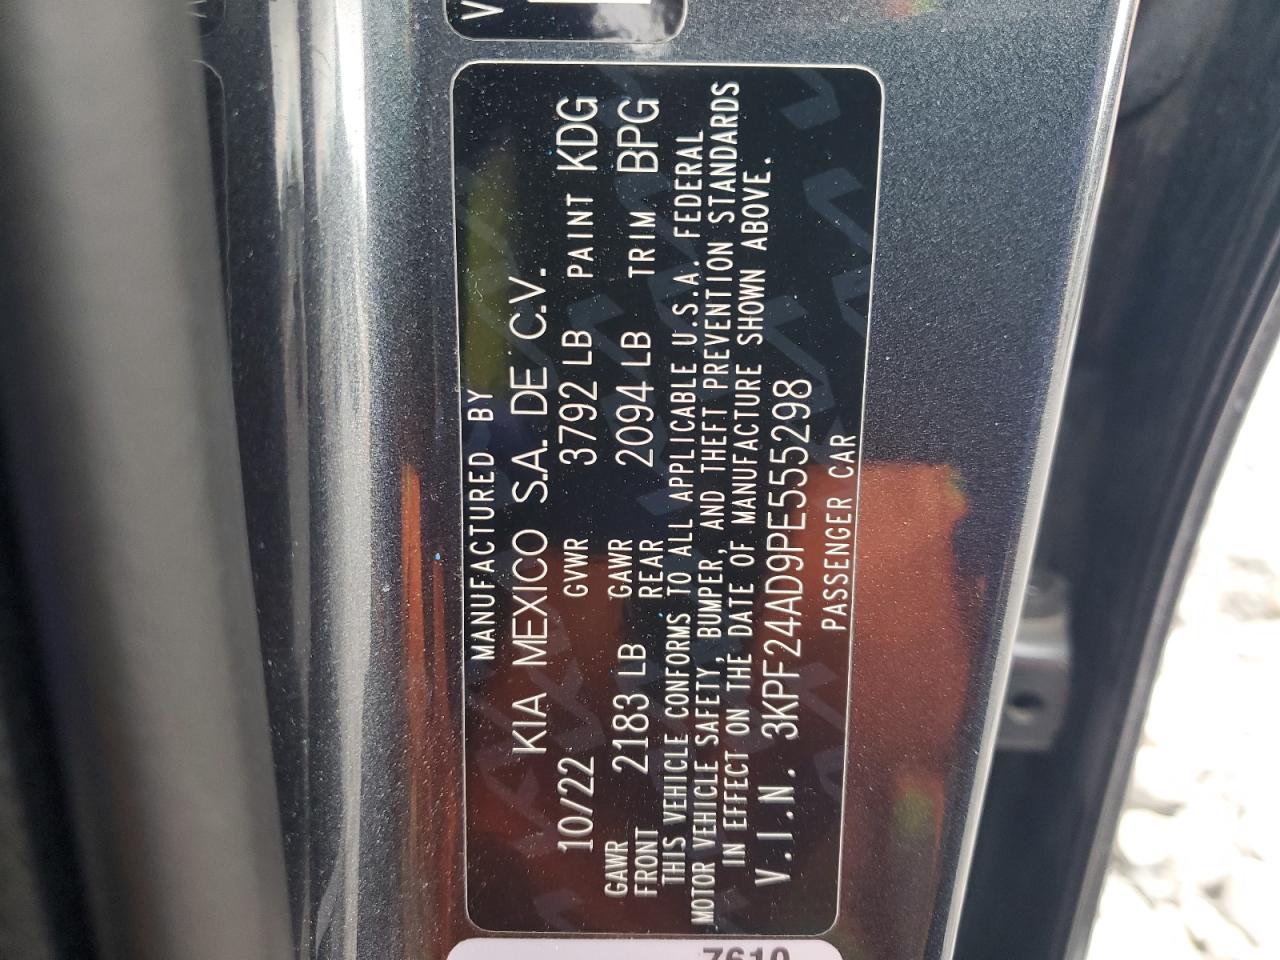 V
MANUFACTURED BY
KIA MEXICO S.A. DE C.V.
10/22 GVWR 3792 LB PAINT KDG
GAWR FRONT 2183 LB GAWR REAR 2094 LB TRIM BPG
THIS VEHICLE CONFORMS TO ALL APPLICABLE U.S.A. FEDERAL
MOTOR VEHICLE SAFETY, BUMPER, AND THEFT PREVENTION STANDARDS
IN EFFECT ON THE DATE OF MANUFACTURE SHOWN ABOVE.
V.I.N. 3KPF24AD9PE555298
PASSENGER CAR
7610